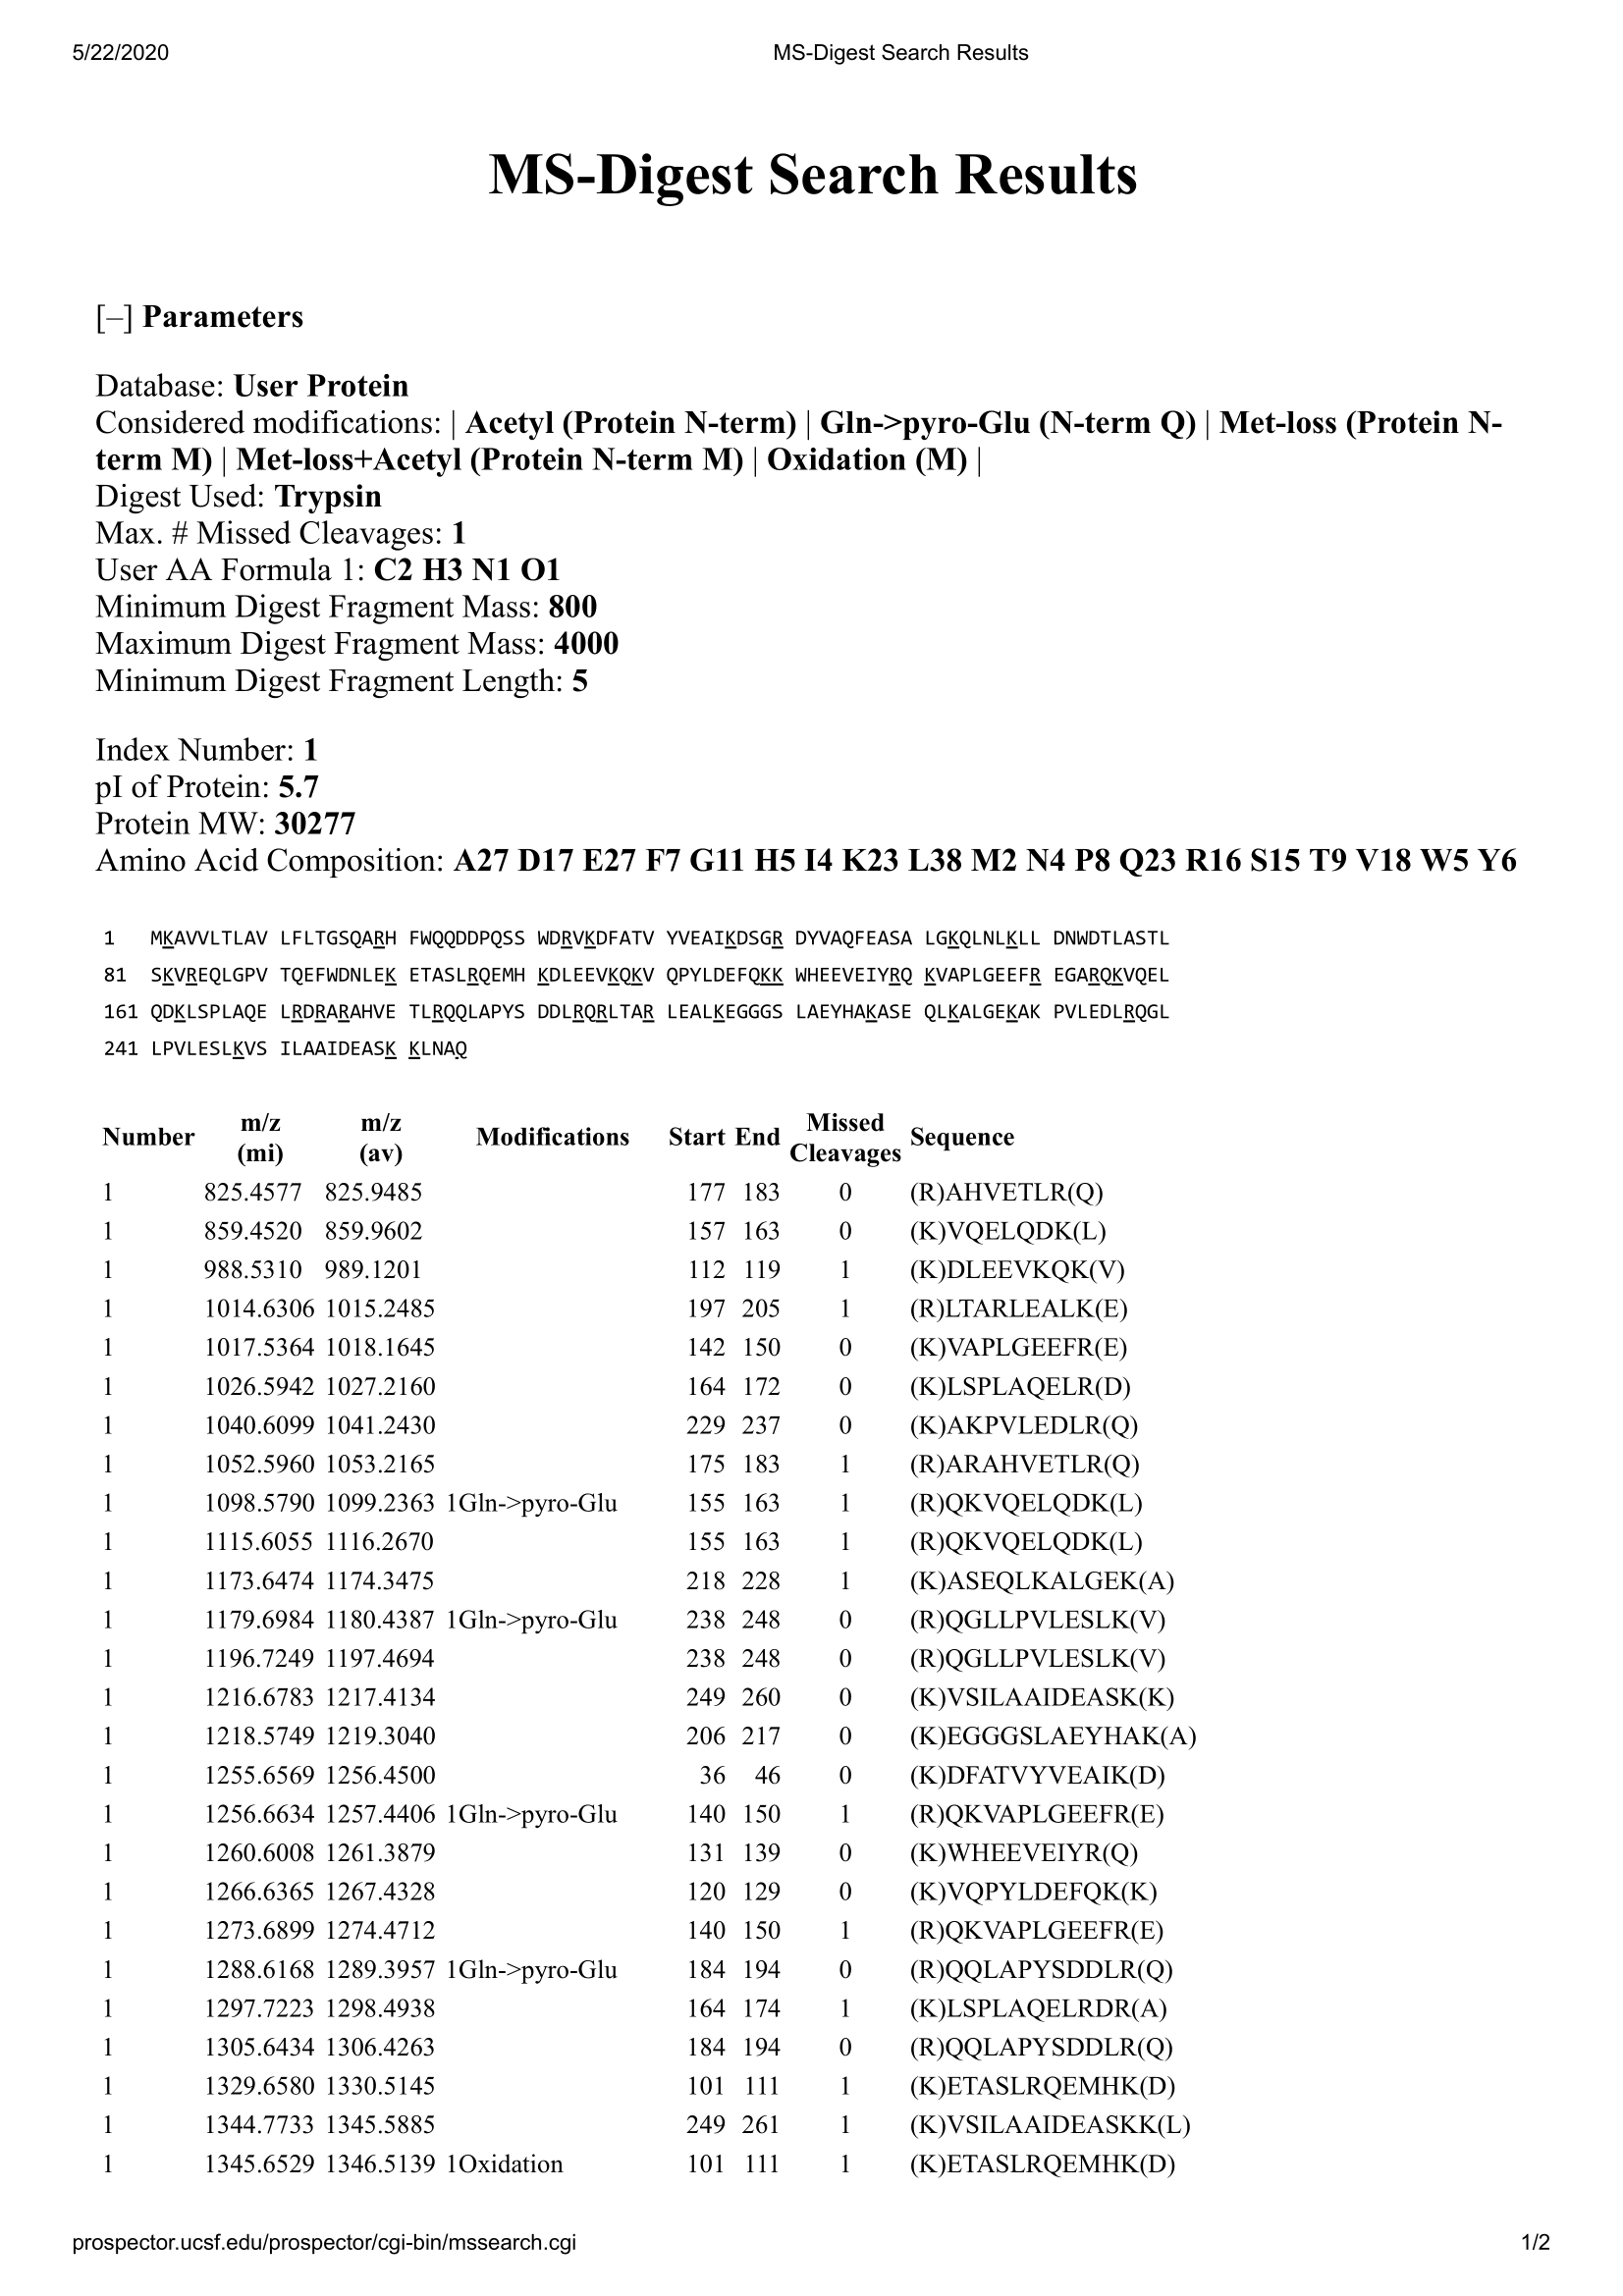 5/22/2020 MS-Digest Search Results
MS-Digest Search Results
[–] Parameters
Database: User Protein
Considered modifications: | Acetyl (Protein N-term) | Gln->pyro-Glu (N-term Q) | Met-loss (Protein N-
term M) | Met-loss+Acetyl (Protein N-term M) | Oxidation (M) |
Digest Used: Trypsin
Max. # Missed Cleavages: 1
User AA Formula 1: C2 H3 N1 O1
Minimum Digest Fragment Mass: 800
Maximum Digest Fragment Mass: 4000
Minimum Digest Fragment Length: 5
Index Number: 1
pI of Protein: 5.7
Protein MW: 30277
Amino Acid Composition: A27 D17 E27 F7 G11 H5 I4 K23 L38 M2 N4 P8 Q23 R16 S15 T9 V18 W5 Y6
1 MKAVVLTLAV LFLTGSQARH FWQQDDPQSS WDRVKDFATV YVEAIKDSGR DYVAQFEASA LGKQLNLKLL DNWDTLASTL
81 SKVREQLGPV TQEFWDNLEK ETASLRQEMH KDLEEVKQKV QPYLDEFQKK WHEEVEIYRQ KVAPLGEEFR EGARQKVQEL
161 QDKLSPLAQE LRDRARAHVE TLRQQLAPYS DDLRQRLTAR LEALKEGGGS LAEYHAKASE QLKALGEKAK PVLEDLRQGL
241 LPVLESLKVS ILAAIDEASK KLNAQ
Number m/z (mi) m/z (av) Modifications Start End Missed Cleavages Sequence
1 825.4577 825.9485 177 183 0 (R)AHVETLR(Q)
1 859.4520 859.9602 157 163 0 (K)VQELQDK(L)
1 988.5310 989.1201 112 119 1 (K)DLEEVKQK(V)
1 1014.6306 1015.2485 197 205 1 (R)LTARLEALK(E)
1 1017.5364 1018.1645 142 150 0 (K)VAPLGEEFR(E)
1 1026.5942 1027.2160 164 172 0 (K)LSPLAQELR(D)
1 1040.6099 1041.2430 229 237 0 (K)AKPVLEDLR(Q)
1 1052.5960 1053.2165 175 183 1 (R)ARAHVETLR(Q)
1 1098.5790 1099.2363 1Gln->pyro-Glu 155 163 1 (R)QKVQELQDK(L)
1 1115.6055 1116.2670 155 163 1 (R)QKVQELQDK(L)
1 1173.6474 1174.3475 218 228 1 (K)ASEQLKALGEK(A)
1 1179.6984 1180.4387 1Gln->pyro-Glu 238 248 0 (R)QGLLPVLESLK(V)
1 1196.7249 1197.4694 238 248 0 (R)QGLLPVLESLK(V)
1 1216.6783 1217.4134 249 260 0 (K)VSILAAIDEASK(K)
1 1218.5749 1219.3040 206 217 0 (K)EGGGSLAEYHAK(A)
1 1255.6569 1256.4500 36 46 0 (K)DFATVYVEAIK(D)
1 1256.6634 1257.4406 1Gln->pyro-Glu 140 150 1 (R)QKVAPLGEEFR(E)
1 1260.6008 1261.3879 131 139 0 (K)WHEEVEIYR(Q)
1 1266.6365 1267.4328 120 129 0 (K)VQPYLDEFQK(K)
1 1273.6899 1274.4712 140 150 1 (R)QKVAPLGEEFR(E)
1 1288.6168 1289.3957 1Gln->pyro-Glu 184 194 0 (R)QQLAPYSDDLR(Q)
1 1297.7223 1298.4938 164 174 1 (K)LSPLAQELRDR(A)
1 1305.6434 1306.4263 184 194 0 (R)QQLAPYSDDLR(Q)
1 1329.6580 1330.5145 101 111 1 (K)ETASLRQEMHK(D)
1 1344.7733 1345.5885 249 261 1 (K)VSILAAIDEASKK(L)
1 1345.6529 1346.5139 1Oxidation 101 111 1 (K)ETASLRQEMHK(D)
prospector.ucsf.edu/prospector/cgi-bin/mssearch.cgi 1/2